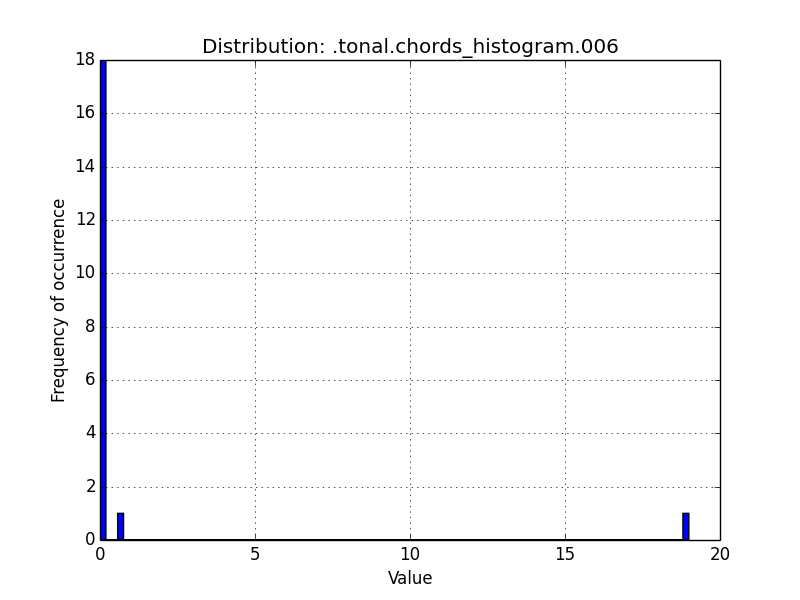 Distribution: .tonal.chords_histogram.006
Frequency of occurrence
18
16
14
12
10
8
6
4
2
0
0 5 10 15 20
Value